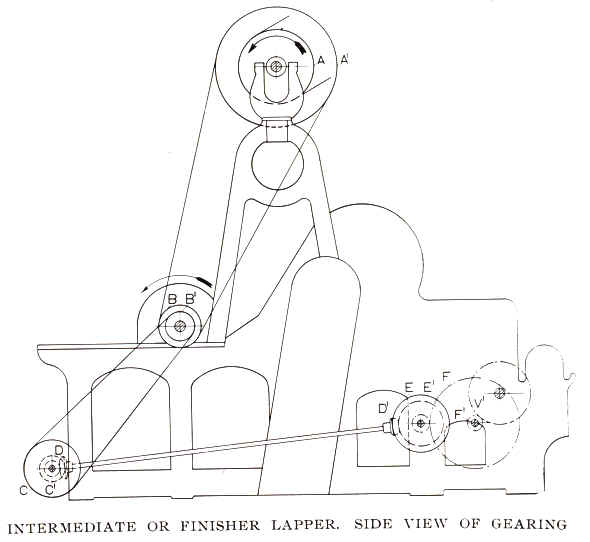 A A'
B B'
E E' F
D' F' V'
D
C C'
INTERMEDIATE OR FINISHER LAPPER. SIDE VIEW OF GEARING